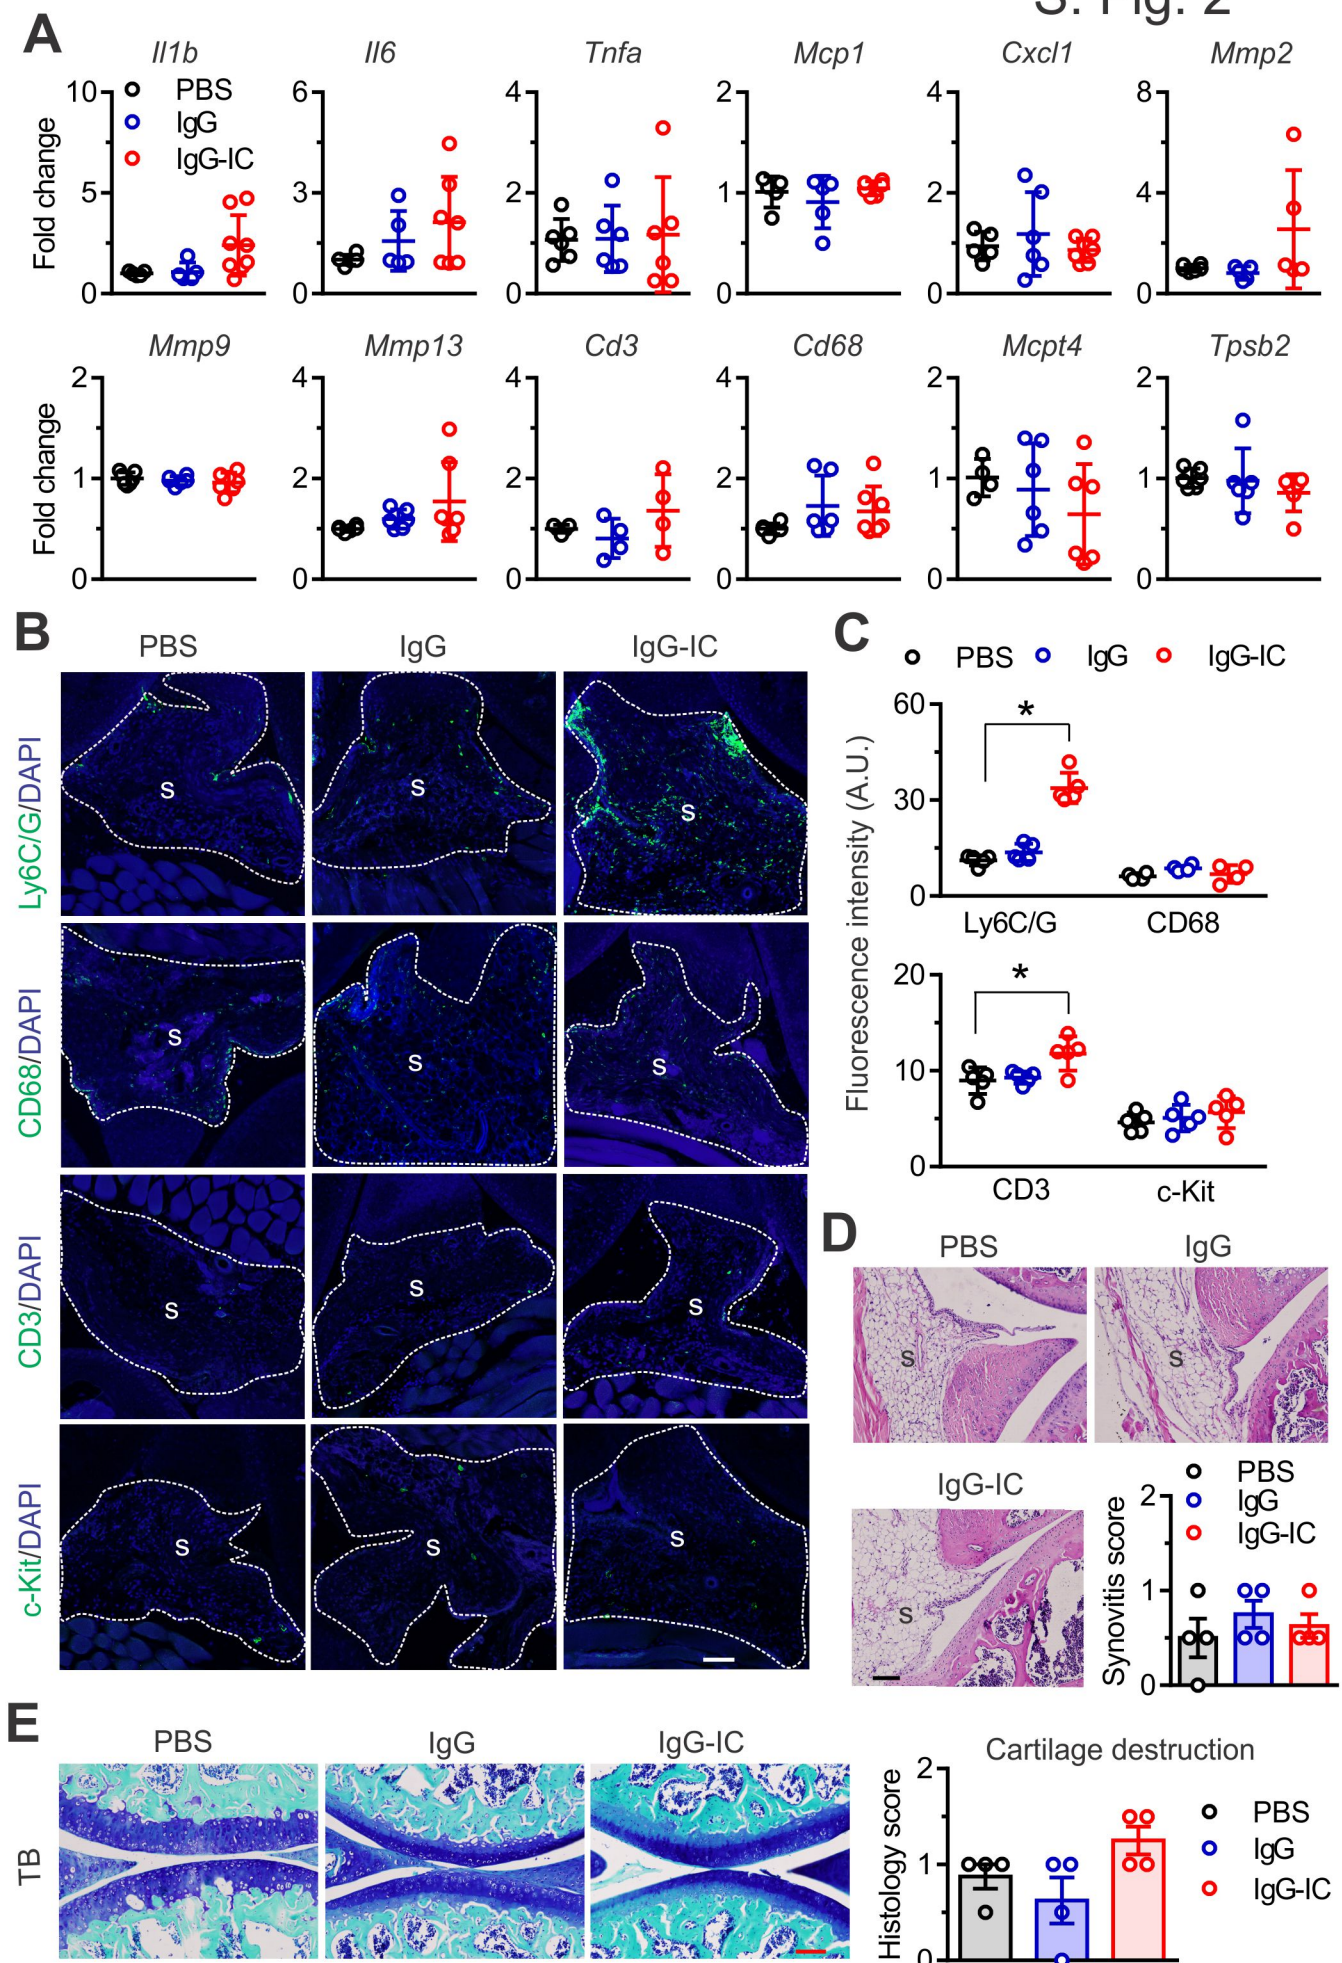 S. Fig. 2
A
Il1b Il6 Tnfa Mcp1 Cxcl1 Mmp2
Fold change
10 5 0
PBS
IgG
IgG-IC
6 3 0
4 2 0
2 1 0
4 2 0
8 4 0
Mmp9 Mmp13 Cd3 Cd68 Mcpt4 Tpsb2
Fold change
2 1 0
4 2 0
4 2 0
4 2 0
2 1 0
2 1 0
B
PBS IgG IgG-IC
Ly6C/G/DAPI
S S S
CD68/DAPI
S S S
CD3/DAPI
S S S
c-Kit/DAPI
S S S
C
PBS IgG IgG-IC
Fluorescence intensity (A.U.)
60 30 0
*
Ly6C/G CD68
20 10 0
*
CD3 c-Kit
D
PBS IgG
S S
IgG-IC
S
PBS
IgG
IgG-IC
Synovitis score
2 1 0
E
PBS IgG IgG-IC
TB
Cartilage destruction
Histology score
2 1 0
PBS
IgG
IgG-IC